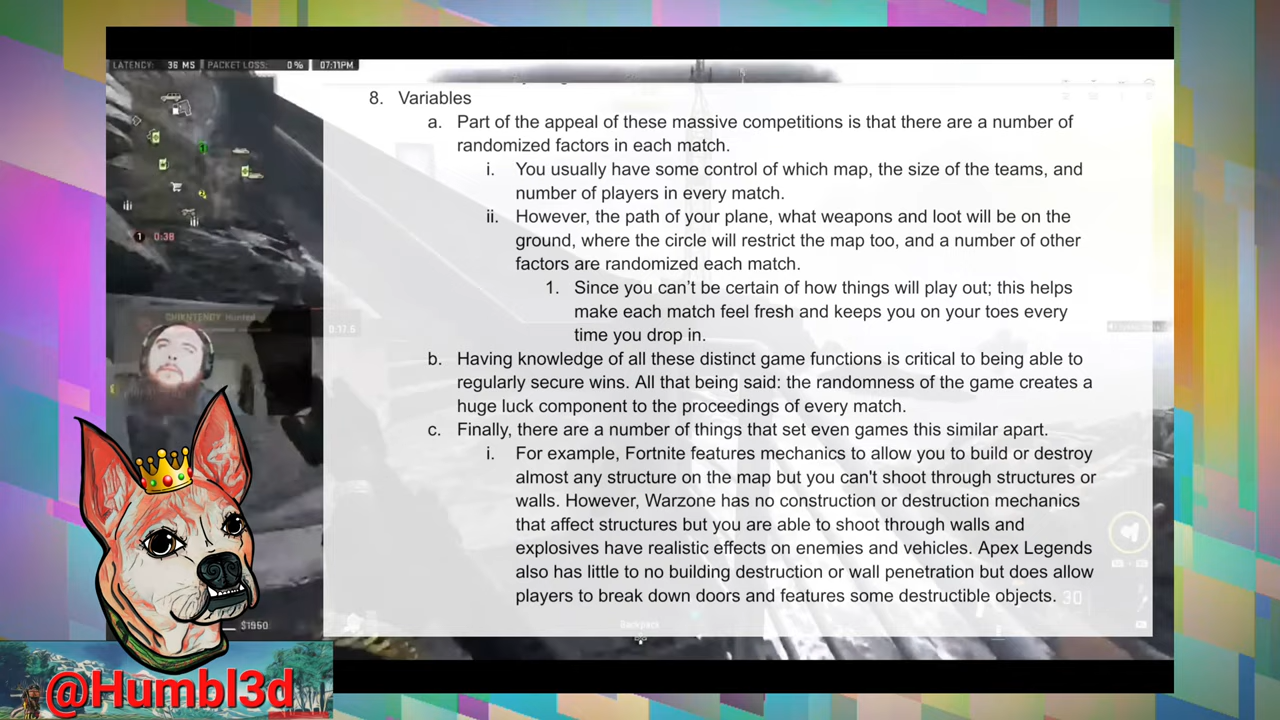 LATENCY: 36 MS PACKET LOSS: 0 % 07:11PM
8. Variables
a. Part of the appeal of these massive competitions is that there are a number of
randomized factors in each match.
i. You usually have some control of which map, the size of the teams, and
number of players in every match.
ii. However, the path of your plane, what weapons and loot will be on the
ground, where the circle will restrict the map too, and a number of other
factors are randomized each match.
1 0:38
1. Since you can't be certain of how things will play out; this helps
make each match feel fresh and keeps you on your toes every
time you drop in.
CHIKNTENDY Hunted
0:17.6
b. Having knowledge of all these distinct game functions is critical to being able to
regularly secure wins. All that being said: the randomness of the game creates a
huge luck component to the proceedings of every match.
c. Finally, there are a number of things that set even games this similar apart.
i. For example, Fortnite features mechanics to allow you to build or destroy
almost any structure on the map but you can't shoot through structures or
walls. However, Warzone has no construction or destruction mechanics
that affect structures but you are able to shoot through walls and
explosives have realistic effects on enemies and vehicles. Apex Legends
also has little to no building destruction or wall penetration but does allow
players to break down doors and features some destructible objects.
30
$1950
Backpack
@Humbl3d